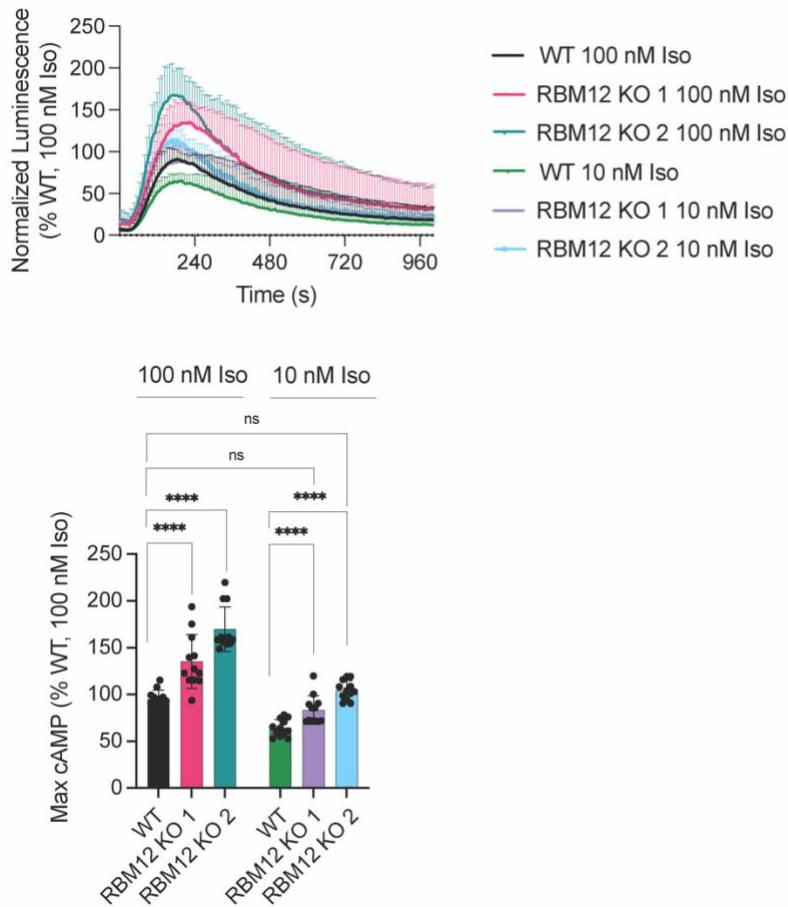 Normalized Luminescence
(% WT, 100 nM Iso)
250
200
150
100
50
0
240
480
720
960
Time (s)
WT 100 nM Iso
RBM12 KO 1 100 nM Iso
RBM12 KO 2 100 nM Iso
WT 10 nM Iso
RBM12 KO 1 10 nM Iso
RBM12 KO 2 10 nM Iso
100 nM Iso
10 nM Iso
ns
ns
****
****
****
****
Max cAMP (% WT, 100 nM Iso)
250
200
150
100
50
0
WT
RBM12 KO 1
RBM12 KO 2
WT
RBM12 KO 1
RBM12 KO 2